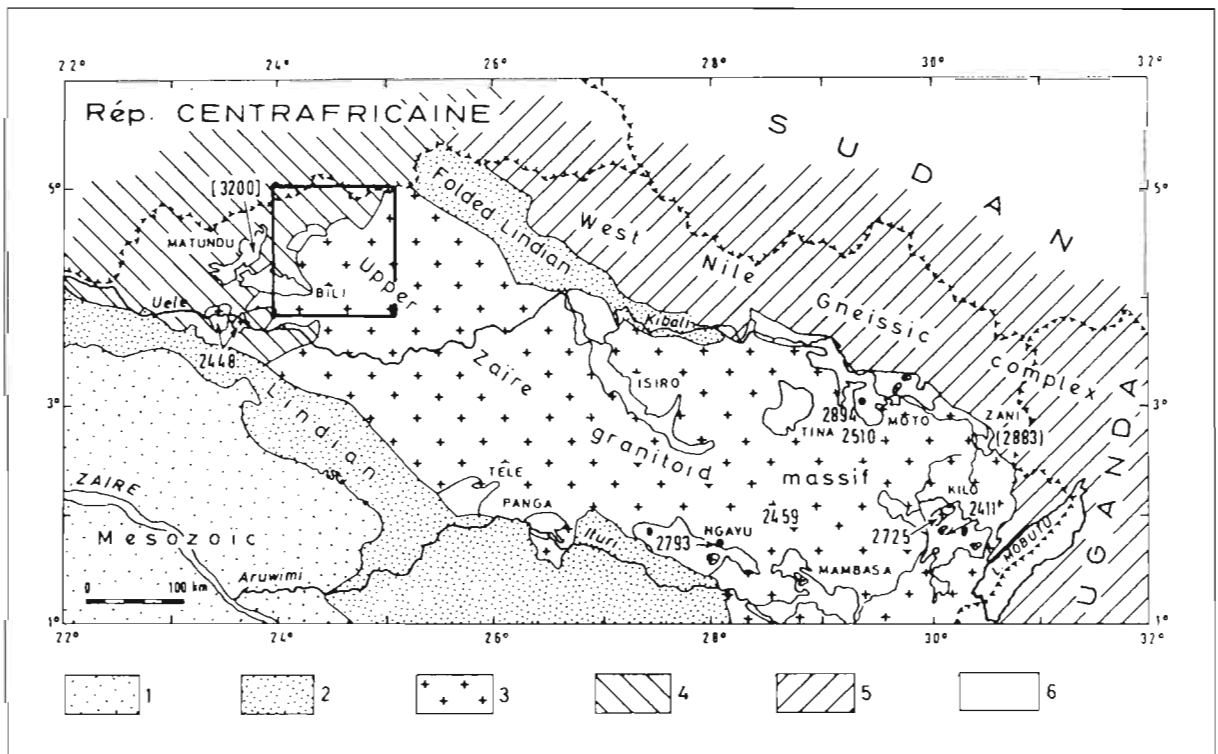 22° 24° 26° 28° 30° 32°
Rép. CENTRAFRICAINE
SUDAN
5° 5°
[3200]
MATUNDU
Folded Lindian
West Nile Gneissic complex
Upper Zaire granitoid massif
BILI
Uele
Kibali
2448
ISIRO
3° 3°
2894
TINA
2510
MOTO
ZANI
(2883)
UGANDA
Lindian
TELE
PANGA
KILO
2411
2459
2725
NGAYU
2793
Ituri
MAMBASA
L. MOBUTU
ZAIRE
Mesozoic
Aruwimi
0 100 km
1° 1°
22° 24° 26° 28° 30° 32°
1 2 3 4 5 6